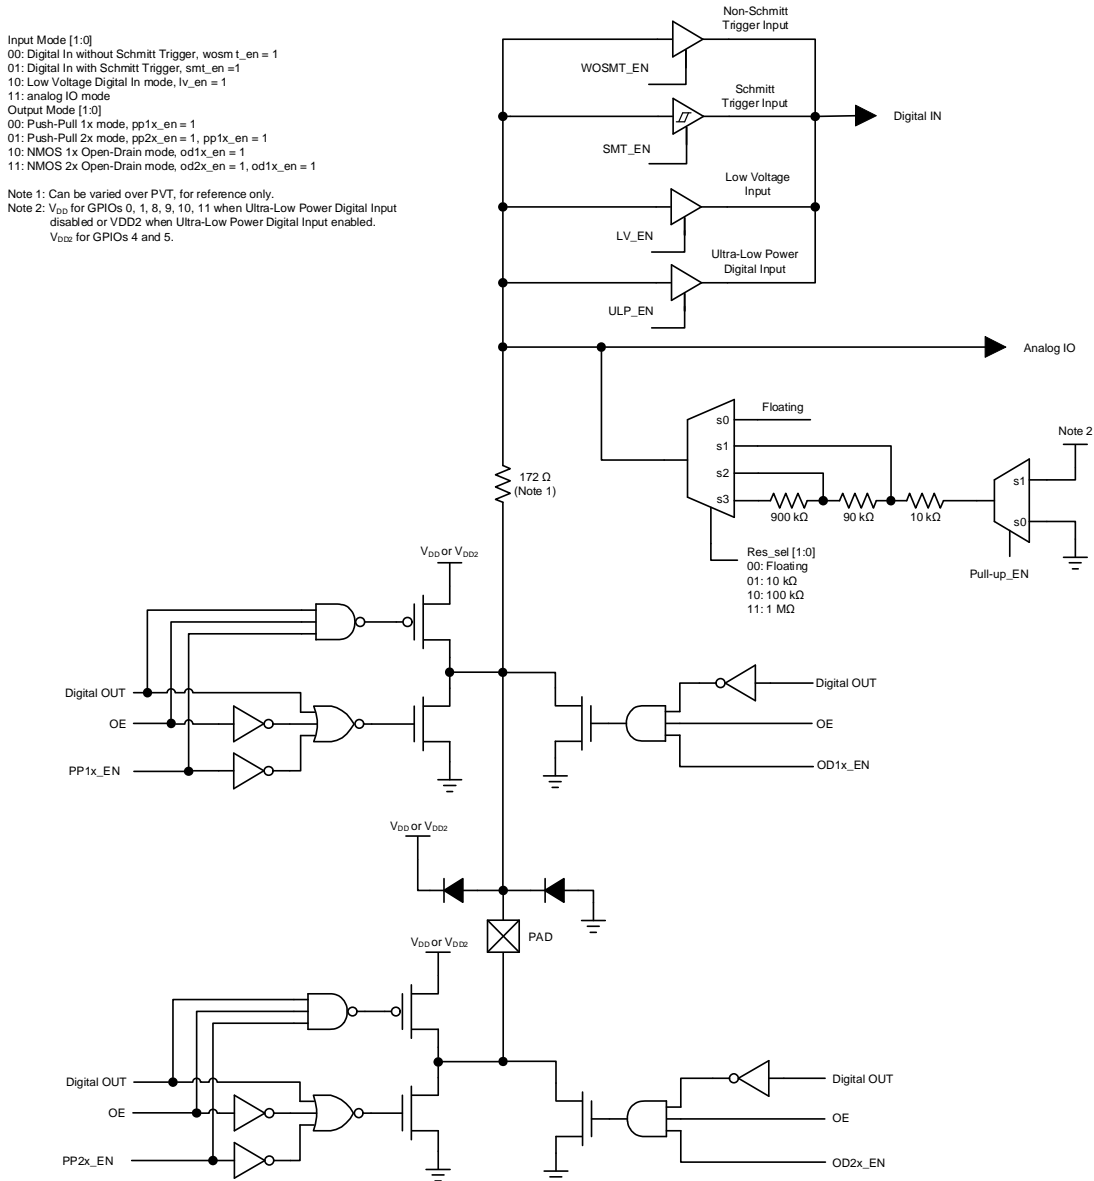 Input Mode [1:0]
00: Digital In without Schmitt Trigger, wosmt_en = 1
01: Digital In with Schmitt Trigger, smt_en =1
10: Low Voltage Digital In mode, lv_en = 1
11: analog IO mode
Output Mode [1:0]
00: Push-Pull 1x mode, pp1x_en = 1
01: Push-Pull 2x mode, pp2x_en = 1, pp1x_en = 1
10: NMOS 1x Open-Drain mode, od1x_en = 1
11: NMOS 2x Open-Drain mode, od2x_en = 1, od1x_en = 1
Note 1: Can be varied over PVT, for reference only.
Note 2: VDD for GPIOs 0, 1, 8, 9, 10, 11 when Ultra-Low Power Digital Input
disabled or VDD2 when Ultra-Low Power Digital Input enabled.
VDD2 for GPIOs 4 and 5.
Non-Schmitt
Trigger Input
WOSMT_EN
Schmitt
Trigger Input
Digital IN
SMT_EN
Low Voltage
Input
LV_EN
Ultra-Low Power
Digital Input
ULP_EN
Analog IO
Floating
s0
s1
s2
s3
900 kΩ
90 kΩ
10 kΩ
Note 2
s1
s0
Pull-up_EN
Res_sel [1:0]
00: Floating
01: 10 kΩ
10: 100 kΩ
11: 1 MΩ
172 Ω
(Note 1)
VDD or VDD2
Digital OUT
OE
PP1x_EN
Digital OUT
OE
OD1x_EN
VDD or VDD2
PAD
VDD or VDD2
Digital OUT
OE
PP2x_EN
Digital OUT
OE
OD2x_EN